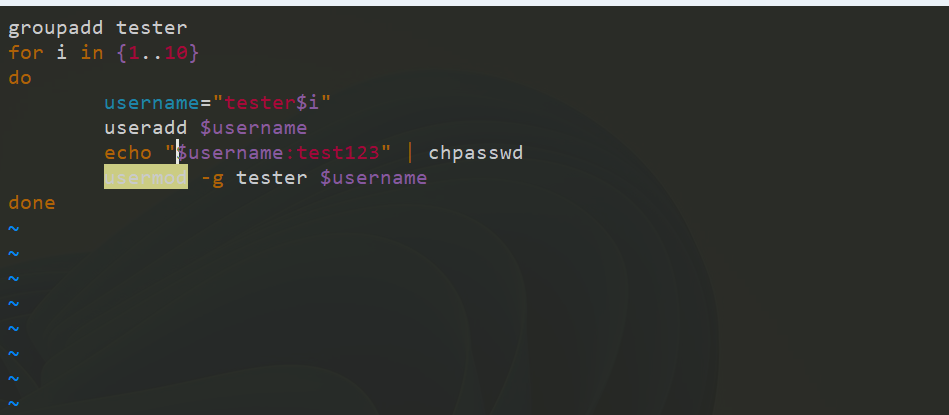 groupadd tester
for i in {1..10}
do
        username="tester$i"
        useradd $username
        echo "$username:test123" | chpasswd
        usermod -g tester $username
done
~
~
~
~
~
~
~
~